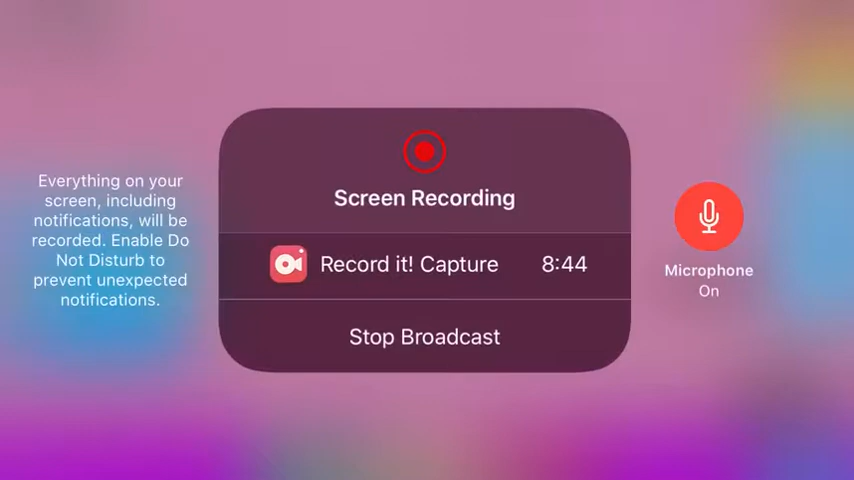 Everything on your
screen, including
notifications, will be
recorded. Enable Do
Not Disturb to
prevent unexpected
notifications.
Screen Recording
Record it! Capture 8:44
Stop Broadcast
Microphone
On